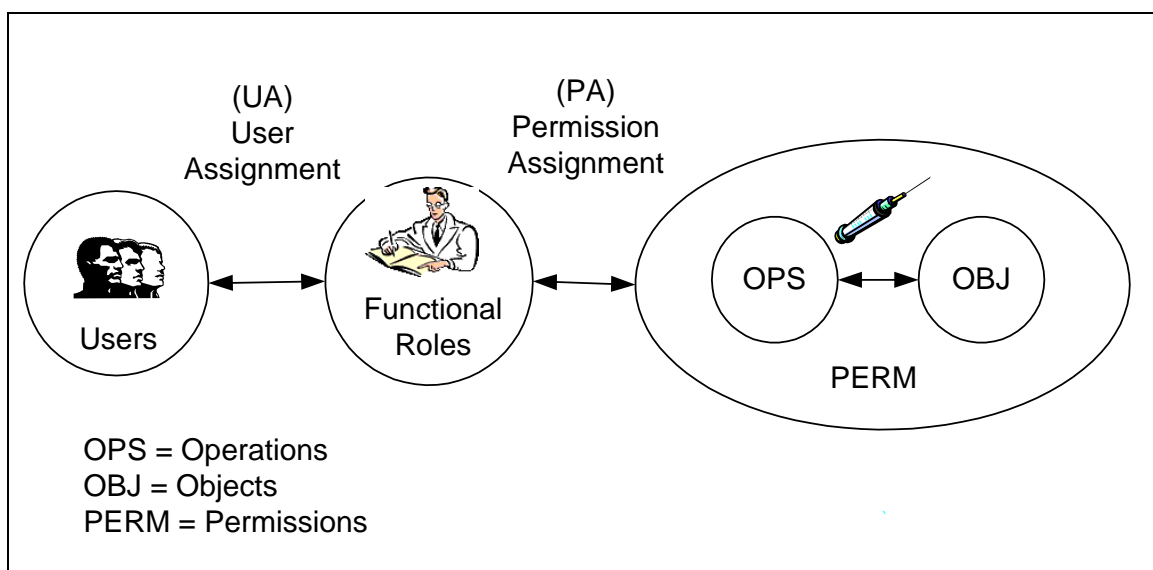 (UA)
User
Assignment
(PA)
Permission
Assignment
Users
Functional
Roles
OPS
OBJ
PERM
OPS = Operations
OBJ = Objects
PERM = Permissions